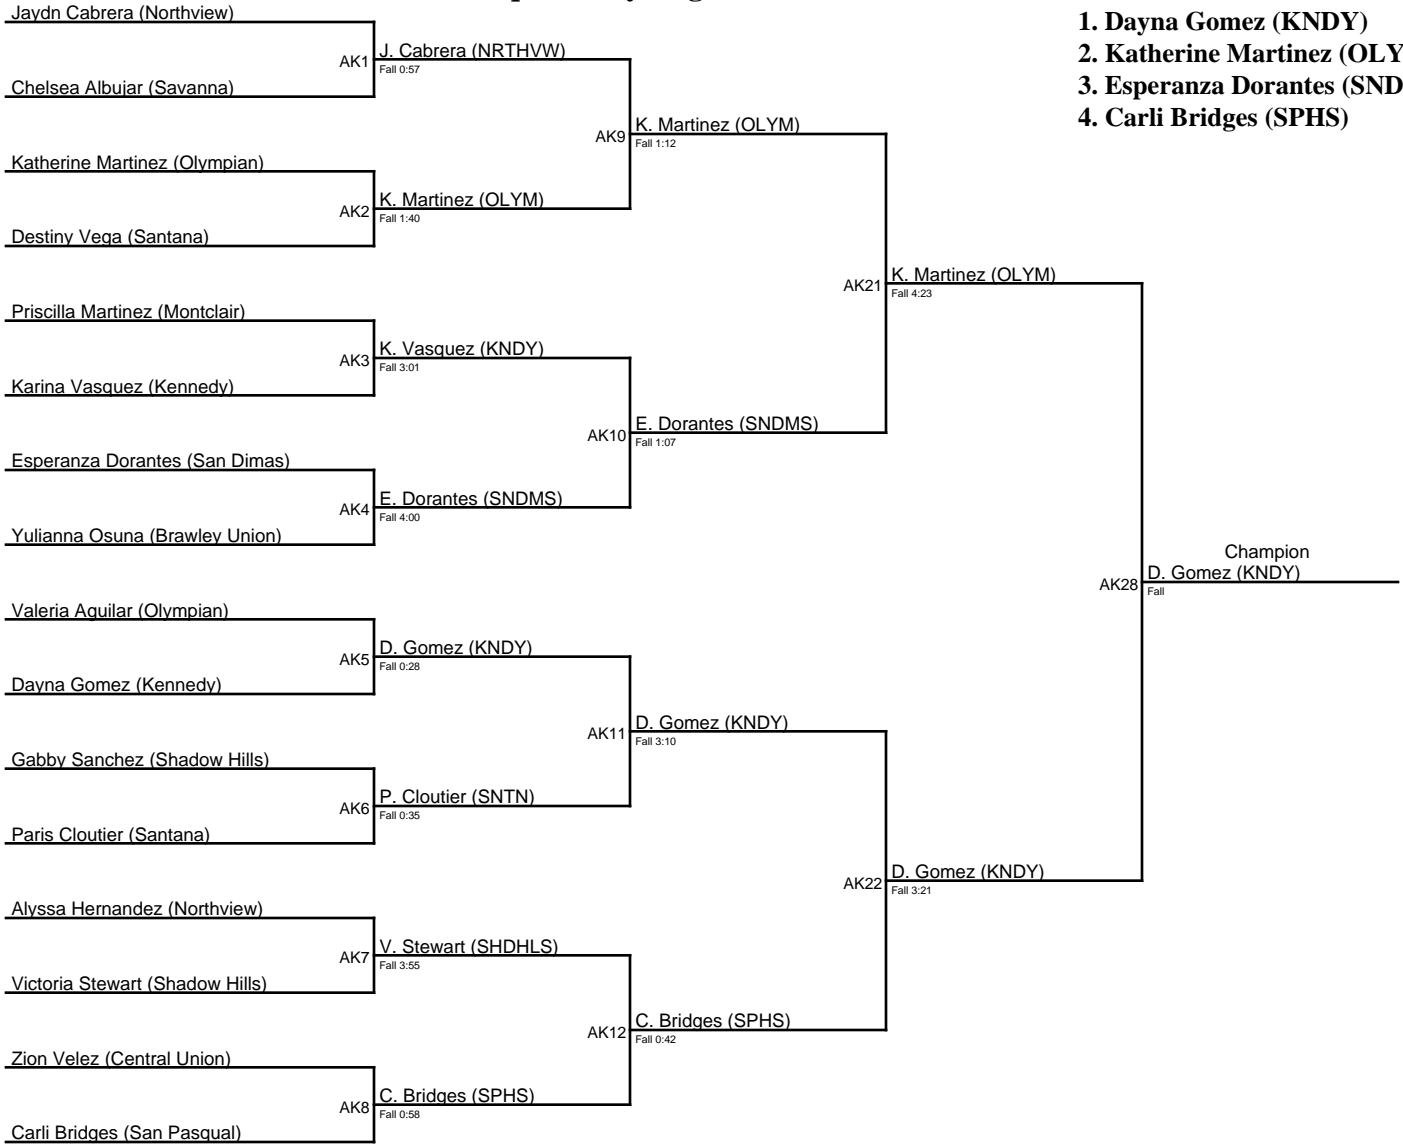 1. Dayna Gomez (KNDY)
2. Katherine Martinez (OLY
3. Esperanza Dorantes (SND
4. Carli Bridges (SPHS)
Jaydn Cabrera (Northview)
AK1
J. Cabrera (NRTHVW)
Fall 0:57
Chelsea Albujar (Savanna)
AK9
K. Martinez (OLYM)
Fall 1:12
Katherine Martinez (Olympian)
AK2
K. Martinez (OLYM)
Fall 1:40
Destiny Vega (Santana)
AK21
K. Martinez (OLYM)
Fall 4:23
Priscilla Martinez (Montclair)
AK3
K. Vasquez (KNDY)
Fall 3:01
Karina Vasquez (Kennedy)
AK10
E. Dorantes (SNDMS)
Fall 1:07
Esperanza Dorantes (San Dimas)
AK4
E. Dorantes (SNDMS)
Fall 4:00
Yulianna Osuna (Brawley Union)
Champion
AK28
D. Gomez (KNDY)
Fall
Valeria Aguilar (Olympian)
AK5
D. Gomez (KNDY)
Fall 0:28
Dayna Gomez (Kennedy)
AK11
D. Gomez (KNDY)
Fall 3:10
Gabby Sanchez (Shadow Hills)
AK6
P. Cloutier (SNTN)
Fall 0:35
Paris Cloutier (Santana)
AK22
D. Gomez (KNDY)
Fall 3:21
Alyssa Hernandez (Northview)
AK7
V. Stewart (SHDHLS)
Fall 3:55
Victoria Stewart (Shadow Hills)
AK12
C. Bridges (SPHS)
Fall 0:42
Zion Velez (Central Union)
AK8
C. Bridges (SPHS)
Fall 0:58
Carli Bridges (San Pasqual)